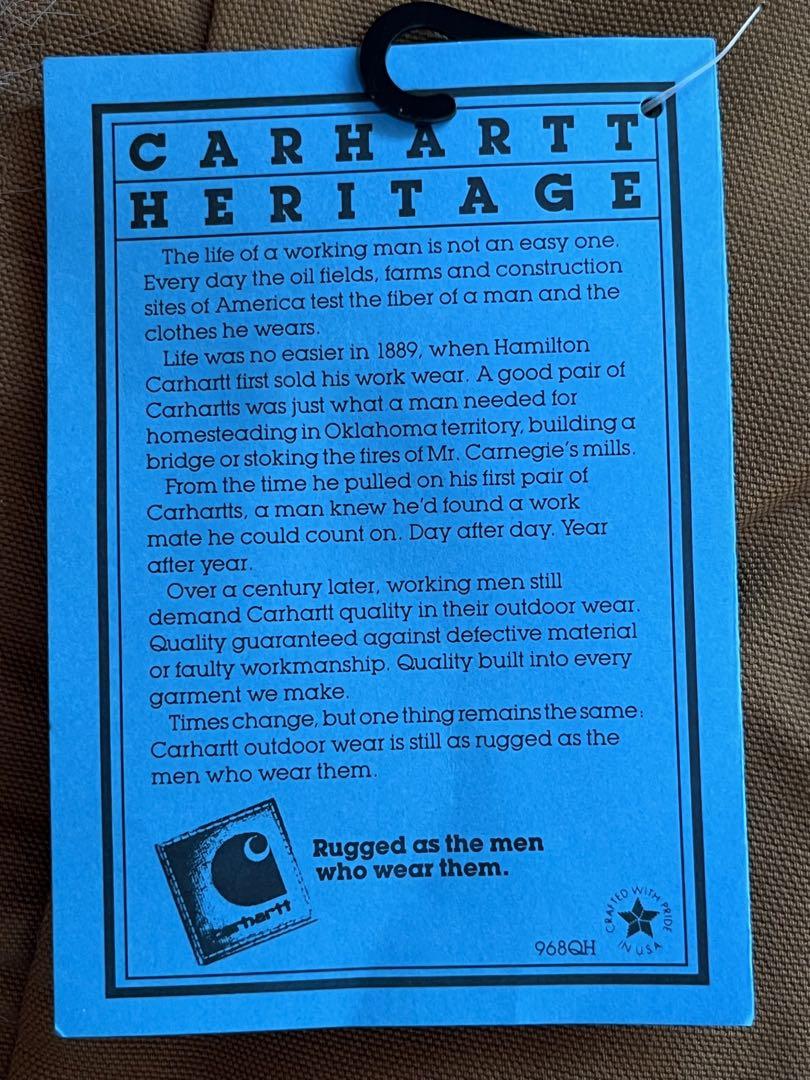 CARHARTT
HERITAGE
The life of a working man is not an easy one.
Every day the oil fields, farms and construction
sites of America test the fiber of a man and the
clothes he wears.
Life was no easier in 1889, when Hamilton
Carhartt first sold his work wear. A good pair of
Carhartts was just what a man needed for
homesteading in Oklahoma territory, building a
bridge or stoking the fires of Mr. Carnegie's mills.
From the time he pulled on his first pair of
Carhartts, a man knew he'd found a work
mate he could count on. Day after day. Year
after year.
Over a century later, working men still
demand Carhartt quality in their outdoor wear.
Quality guaranteed against defective material
or faulty workmanship. Quality built into every
garment we make.
Times change, but one thing remains the same:
Carhartt outdoor wear is still as rugged as the
men who wear them.
carhartt
Rugged as the men
who wear them.
968QH
CRAFTED WITH PRIDE
IN USA